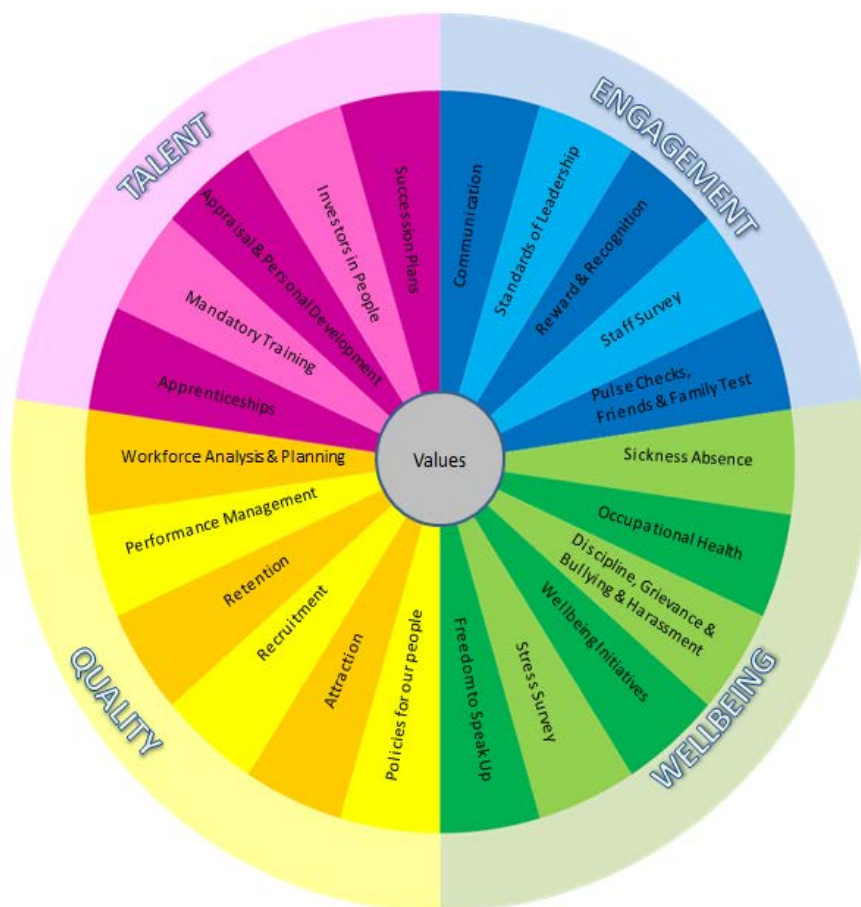 TALENT
ENGAGEMENT
Succession Plans
Investors in People
Appraisal & Personal Development
Mandatory Training
Apprenticeships
Communication
Standards of Leadership
Reward & Recognition
Staff Survey
Pulse Checks,
Friends & Family Test
Values
Workforce Analysis & Planning
Performance Management
Retention
Recruitment
Attraction
Policies for our people
Sickness Absence
Occupational Health
Discipline, Grievance &
Bullying & Harassment
Wellbeing Initiatives
Stress Survey
Freedom to Speak Up
QUALITY
WELLBEING